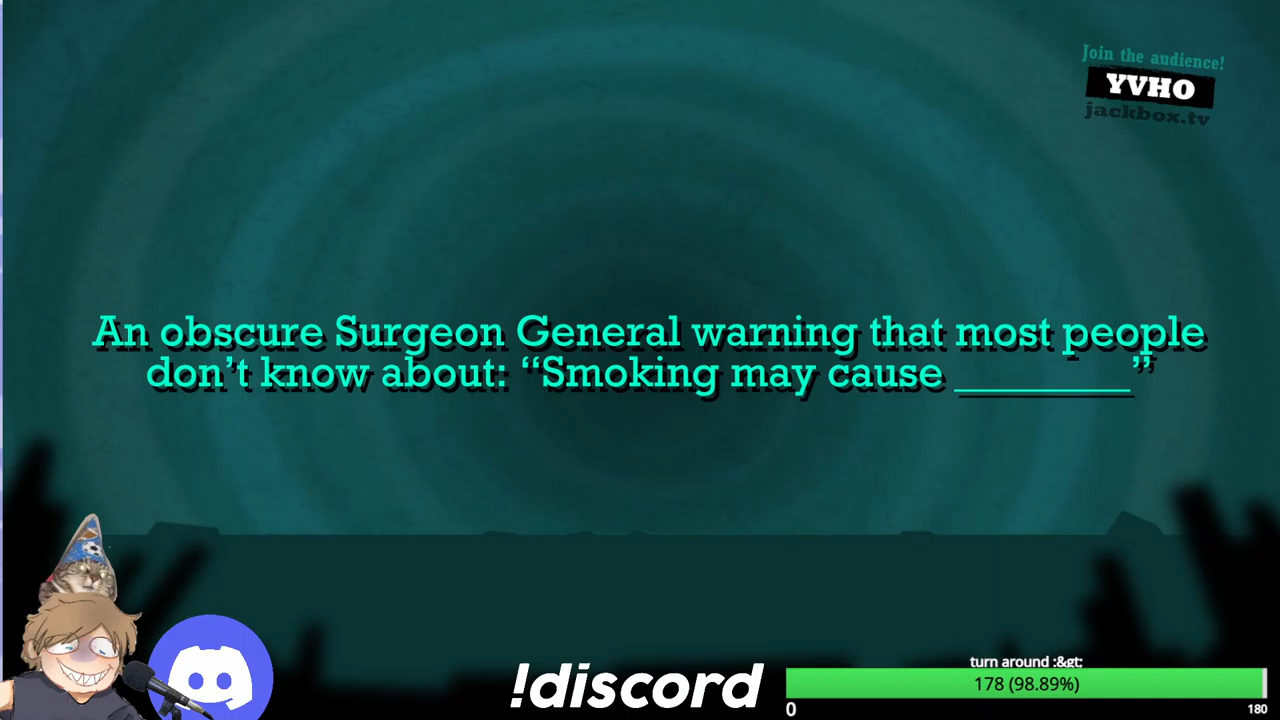 Join the audience!
YVHO
jackbox.tv
An obscure Surgeon General warning that most people
don’t know about: “Smoking may cause ________”
!discord
turn around :&gt;
178 (98.89%)
0
180